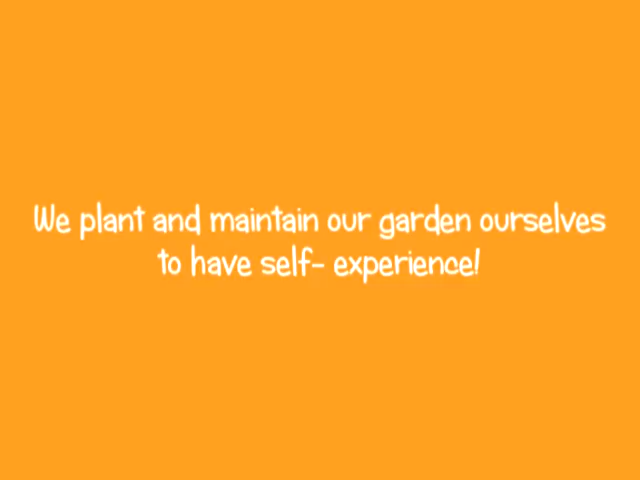 We plant and maintain our garden ourselves
to have self- experience!